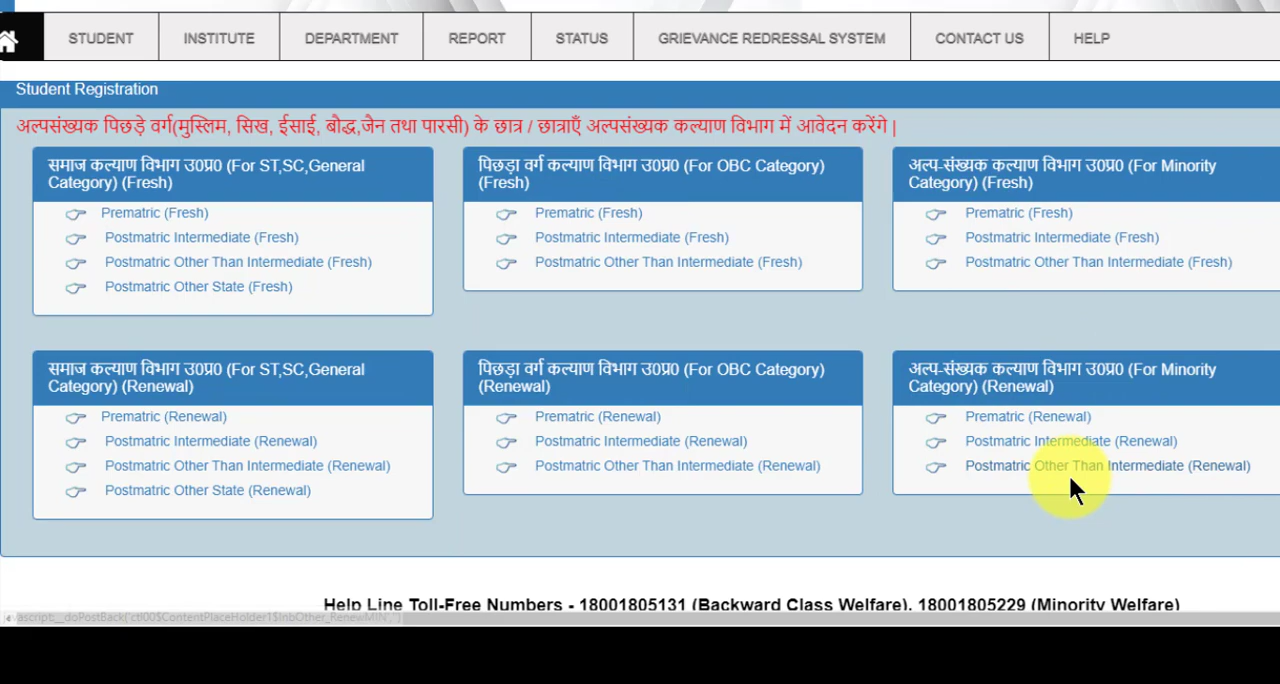 STUDENT INSTITUTE DEPARTMENT REPORT STATUS GRIEVANCE REDRESSAL SYSTEM CONTACT US HELP
Student Registration
अल्पसंख्यक पिछड़े वर्ग(मुस्लिम, सिख, ईसाई, बौद्ध,जैन तथा पारसी) के छात्र / छात्राएँ अल्पसंख्यक कल्याण विभाग में आवेदन करेंगे |
समाज कल्याण विभाग उ0प्र0 (For ST,SC,General
Category) (Fresh)
Prematric (Fresh)
Postmatric Intermediate (Fresh)
Postmatric Other Than Intermediate (Fresh)
Postmatric Other State (Fresh)
पिछड़ा वर्ग कल्याण विभाग उ0प्र0 (For OBC Category)
(Fresh)
Prematric (Fresh)
Postmatric Intermediate (Fresh)
Postmatric Other Than Intermediate (Fresh)
अल्प-संख्यक कल्याण विभाग उ0प्र0 (For Minority
Category) (Fresh)
Prematric (Fresh)
Postmatric Intermediate (Fresh)
Postmatric Other Than Intermediate (Fresh)
समाज कल्याण विभाग उ0प्र0 (For ST,SC,General
Category) (Renewal)
Prematric (Renewal)
Postmatric Intermediate (Renewal)
Postmatric Other Than Intermediate (Renewal)
Postmatric Other State (Renewal)
पिछड़ा वर्ग कल्याण विभाग उ0प्र0 (For OBC Category)
(Renewal)
Prematric (Renewal)
Postmatric Intermediate (Renewal)
Postmatric Other Than Intermediate (Renewal)
अल्प-संख्यक कल्याण विभाग उ0प्र0 (For Minority
Category) (Renewal)
Prematric (Renewal)
Postmatric Intermediate (Renewal)
Postmatric Other Than Intermediate (Renewal)
Help Line Toll-Free Numbers - 18001805131 (Backward Class Welfare), 18001805229 (Minority Welfare)